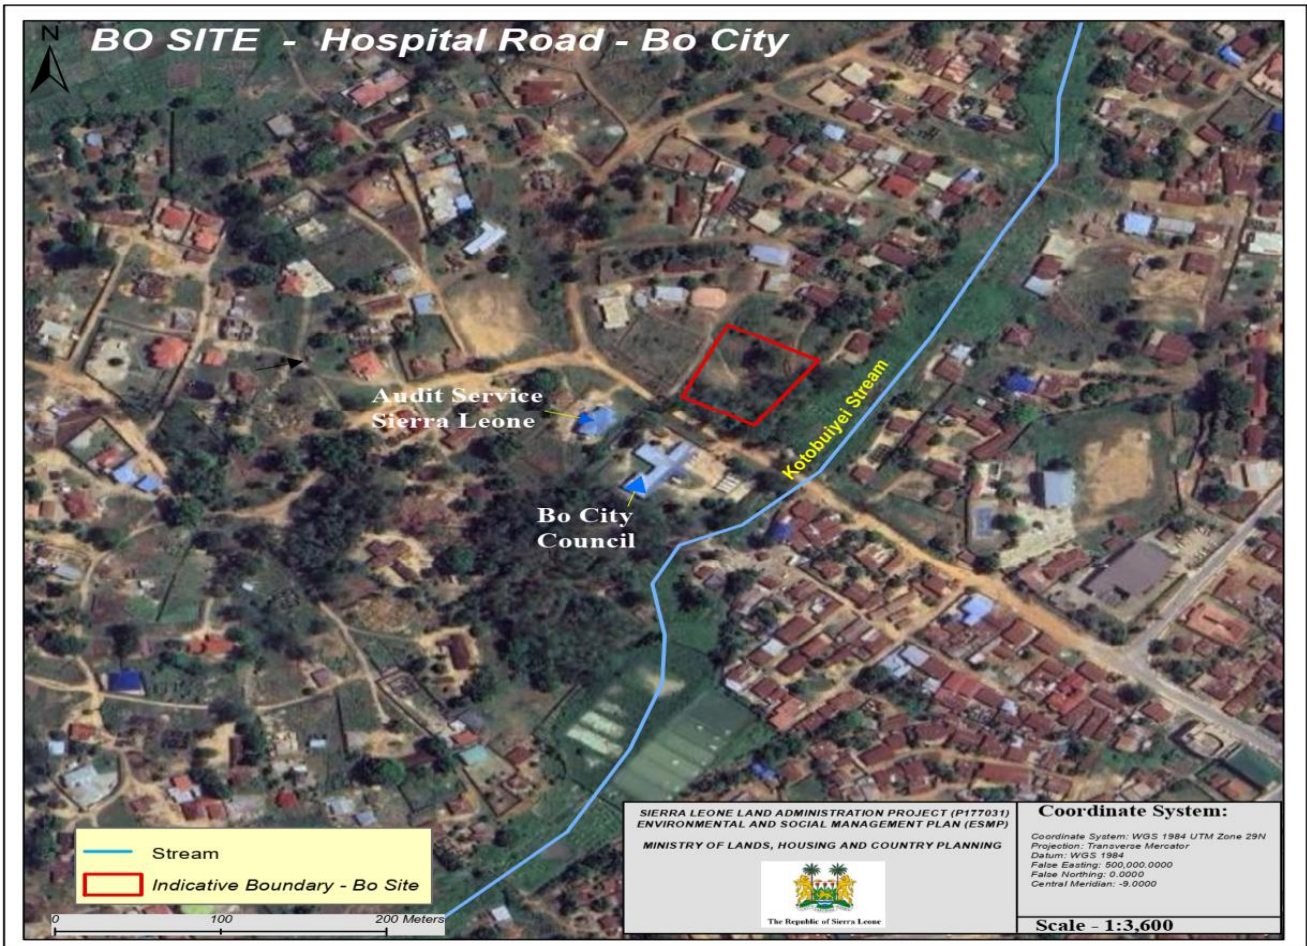 BO SITE - Hospital Road - Bo City
N
Audit Service
Sierra Leone
Kotobuiyei Stream
Bo City
Council
Stream
Indicative Boundary - Bo Site
0 100 200 Meters
SIERRA LEONE LAND ADMINISTRATION PROJECT (P177031)
ENVIRONMENTAL AND SOCIAL MANAGEMENT PLAN (ESMP)
MINISTRY OF LANDS, HOUSING AND COUNTRY PLANNING
The Republic of Sierra Leone
Coordinate System:
Coordinate System: WGS 1984 UTM Zone 29N
Projection: Transverse Mercator
Datum: WGS 1984
False Easting: 500,000.0000
False Northing: 0.0000
Central Meridian: -9.0000
Scale - 1:3,600